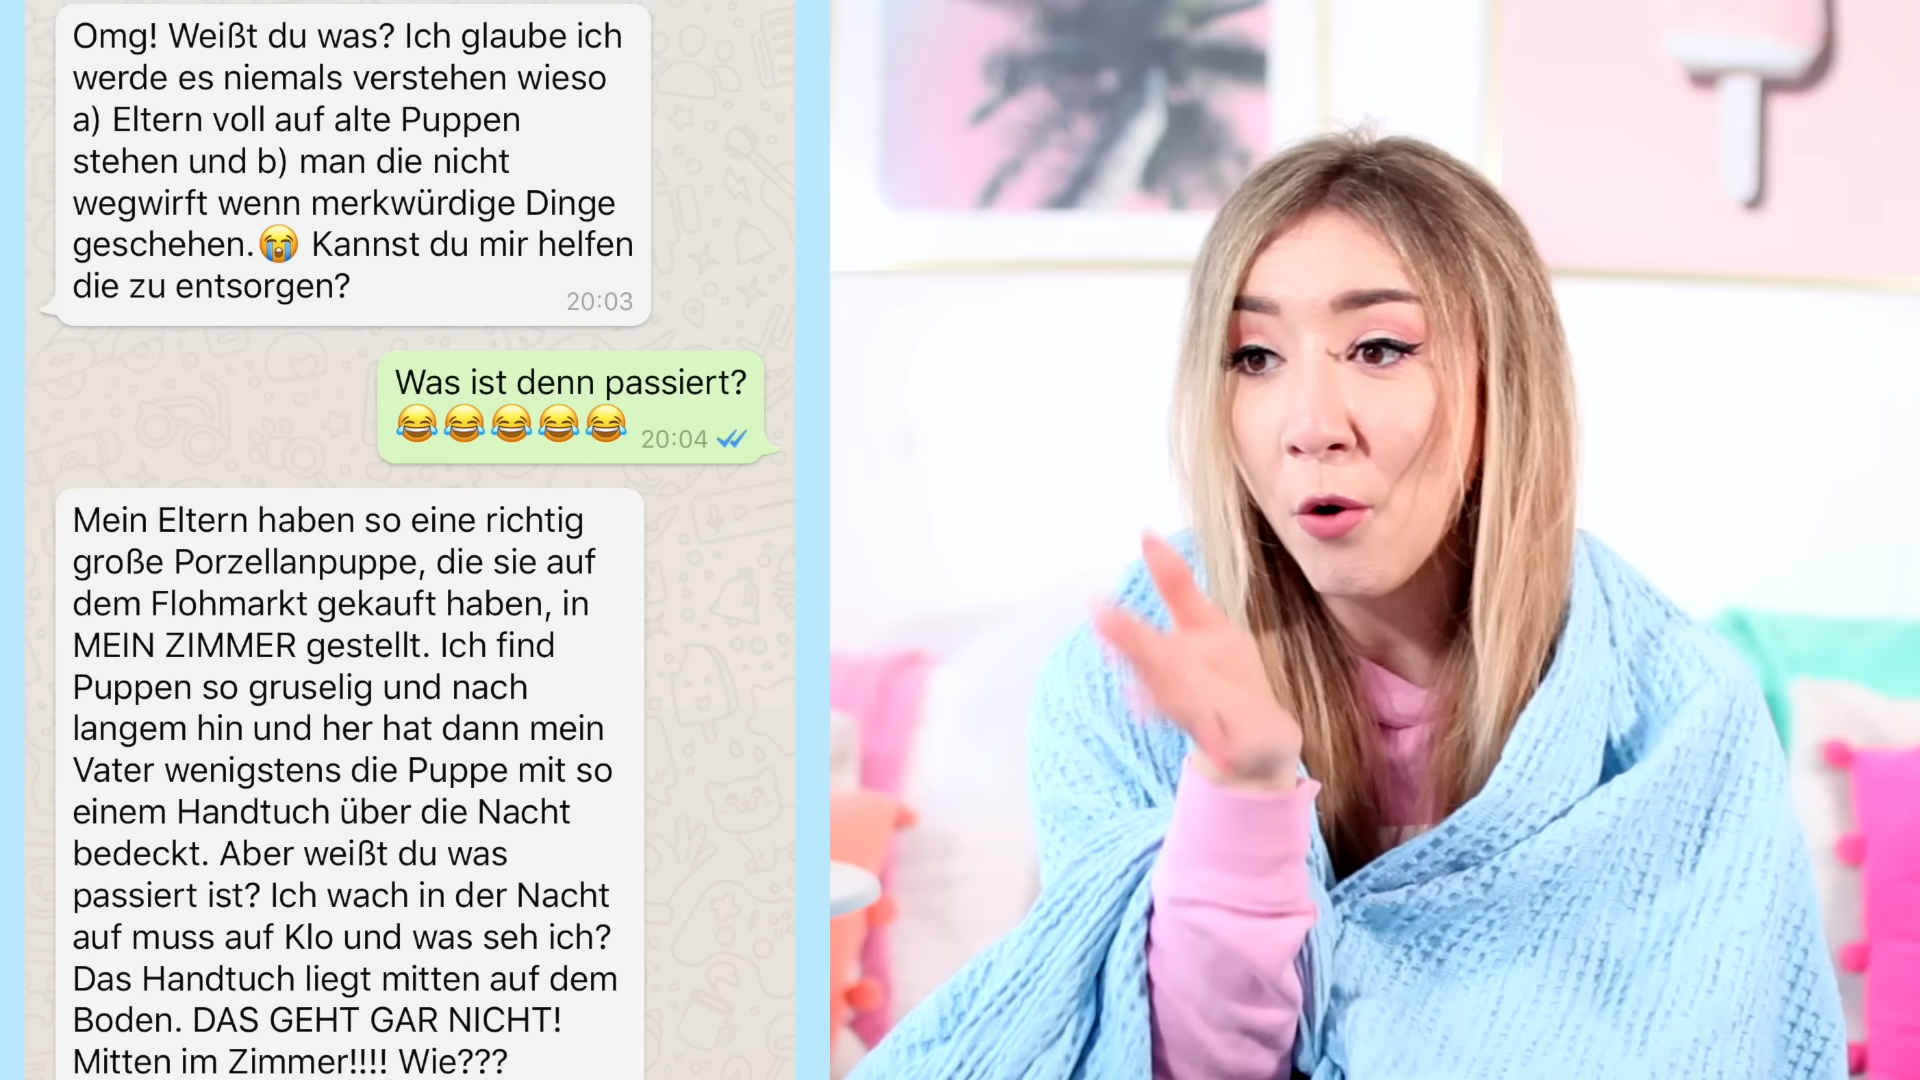 Omg! Weißt du was? Ich glaube ich
werde es niemals verstehen wieso
a) Eltern voll auf alte Puppen
stehen und b) man die nicht
wegwirft wenn merkwürdige Dinge
geschehen.😭 Kannst du mir helfen
die zu entsorgen?
20:03
Was ist denn passiert?
😂😂😂😂😂 20:04
Mein Eltern haben so eine richtig
große Porzellanpuppe, die sie auf
dem Flohmarkt gekauft haben, in
MEIN ZIMMER gestellt. Ich find
Puppen so gruselig und nach
langem hin und her hat dann mein
Vater wenigstens die Puppe mit so
einem Handtuch über die Nacht
bedeckt. Aber weißt du was
passiert ist? Ich wach in der Nacht
auf muss auf Klo und was seh ich?
Das Handtuch liegt mitten auf dem
Boden. DAS GEHT GAR NICHT!
Mitten im Zimmer!!!! Wie???